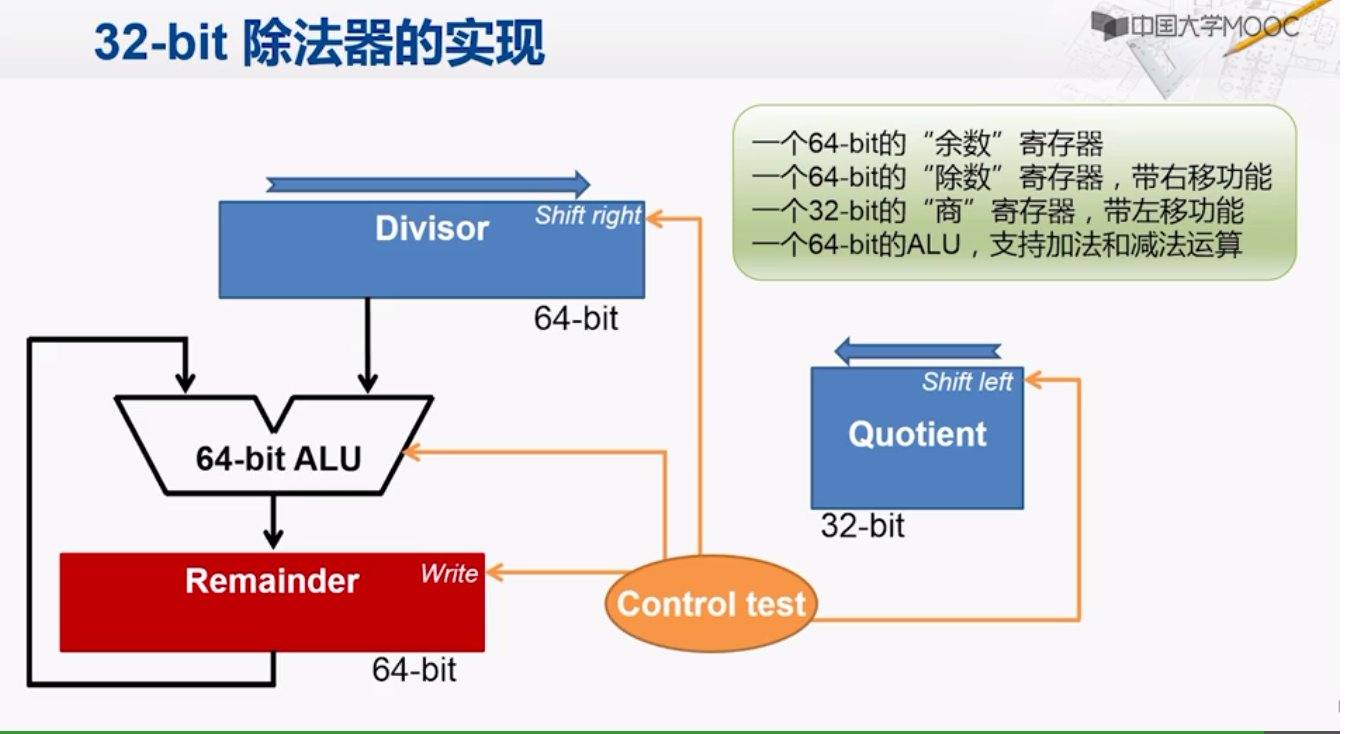 32-bit 除法器的实现
中国大学MOOC
一个64-bit的“余数”寄存器
一个64-bit的“除数”寄存器，带右移功能
一个32-bit的“商”寄存器，带左移功能
一个64-bit的ALU，支持加法和减法运算
Shift right
Divisor
64-bit
Shift left
Quotient
32-bit
64-bit ALU
Remainder
Write
64-bit
Control test